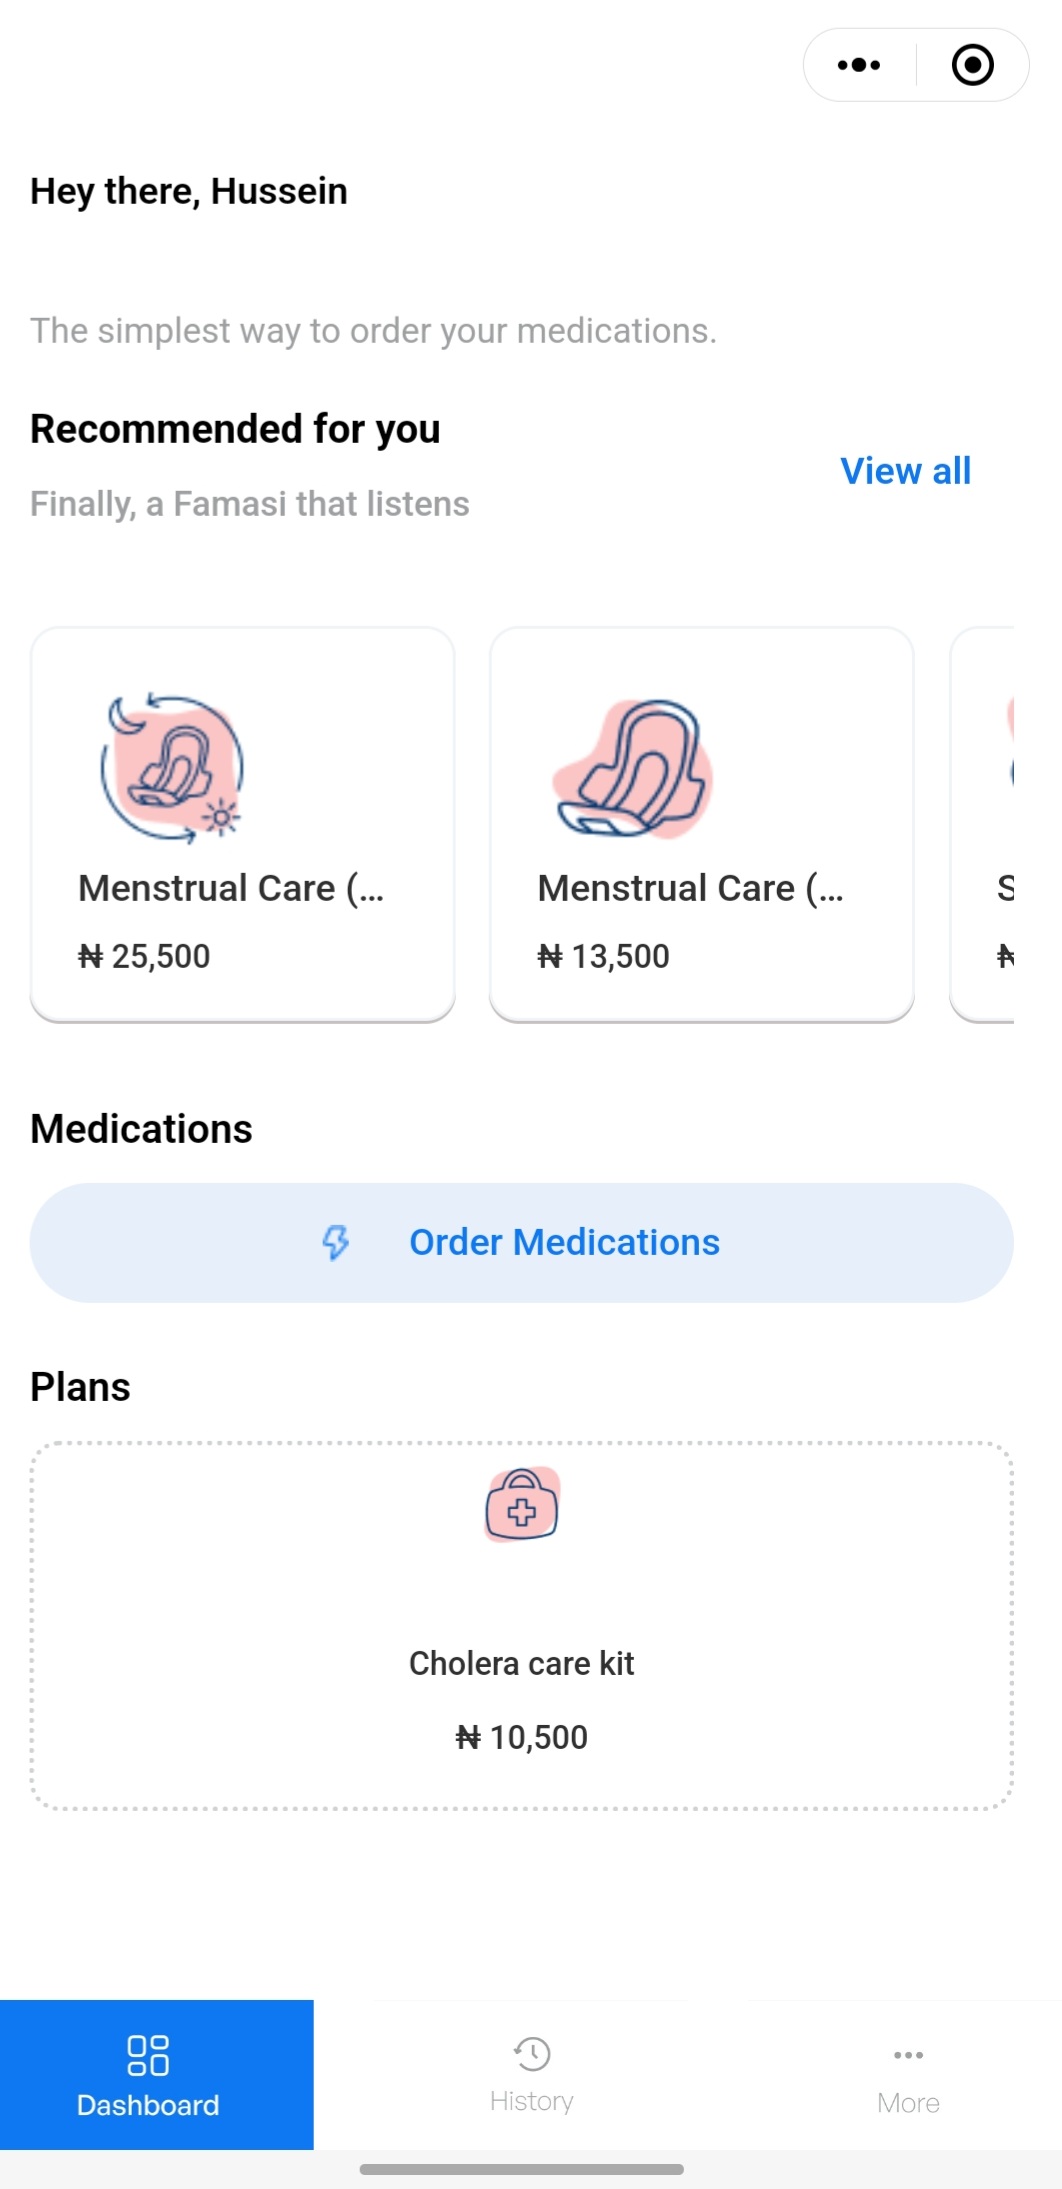 Hey there, Hussein
The simplest way to order your medications.
Recommended for you
View all
Finally, a Famasi that listens
Menstrual Care (...
₦ 25,500
Menstrual Care (...
₦ 13,500
S
₦
Medications
Order Medications
Plans
Cholera care kit
₦ 10,500
Dashboard
History
More